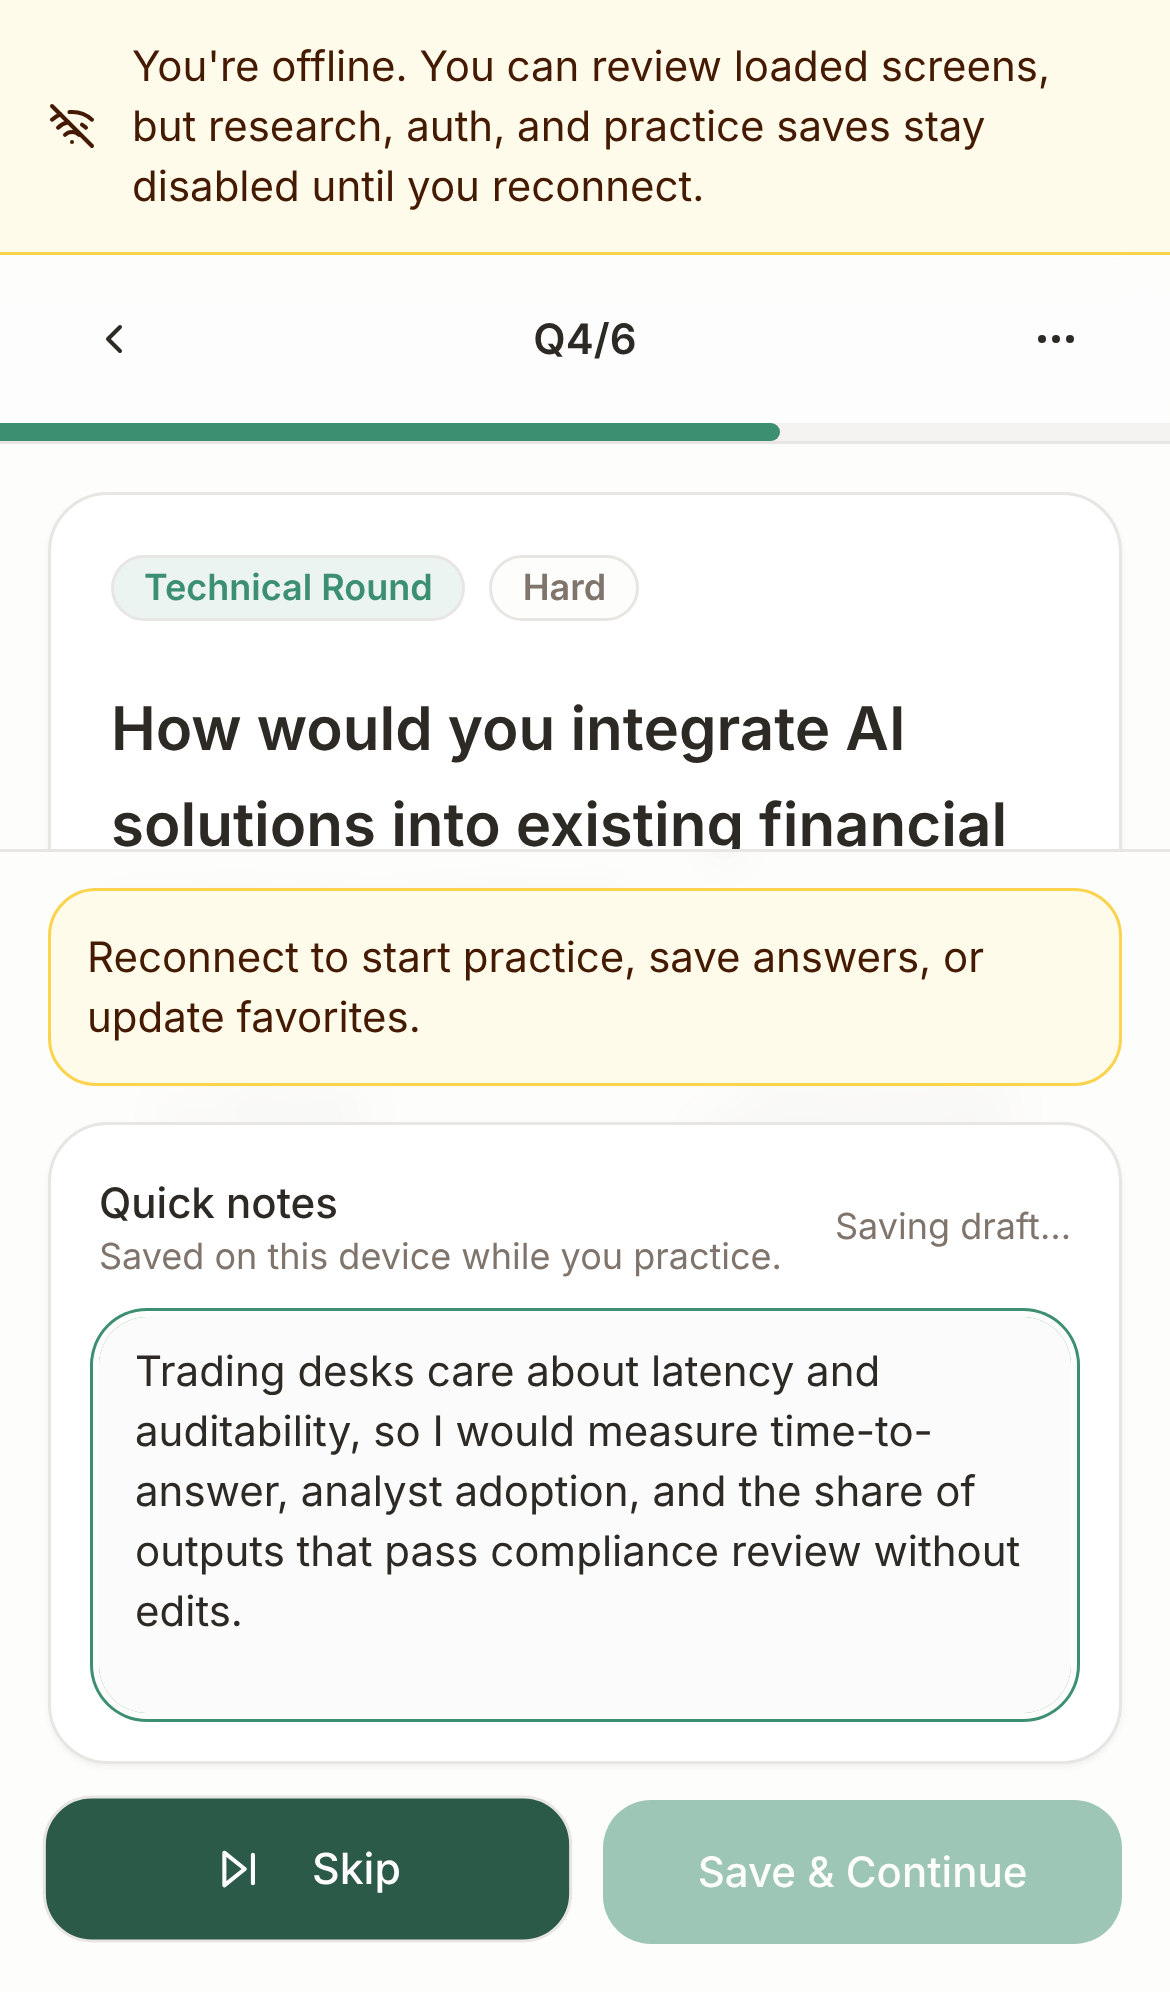 You're offline. You can review loaded screens,
but research, auth, and practice saves stay
disabled until you reconnect.
Q4/6
Technical Round
Hard
How would you integrate AI
solutions into existing financial
Reconnect to start practice, save answers, or
update favorites.
Quick notes
Saved on this device while you practice.
Saving draft...
Trading desks care about latency and
auditability, so I would measure time-to-
answer, analyst adoption, and the share of
outputs that pass compliance review without
edits.
Skip
Save & Continue